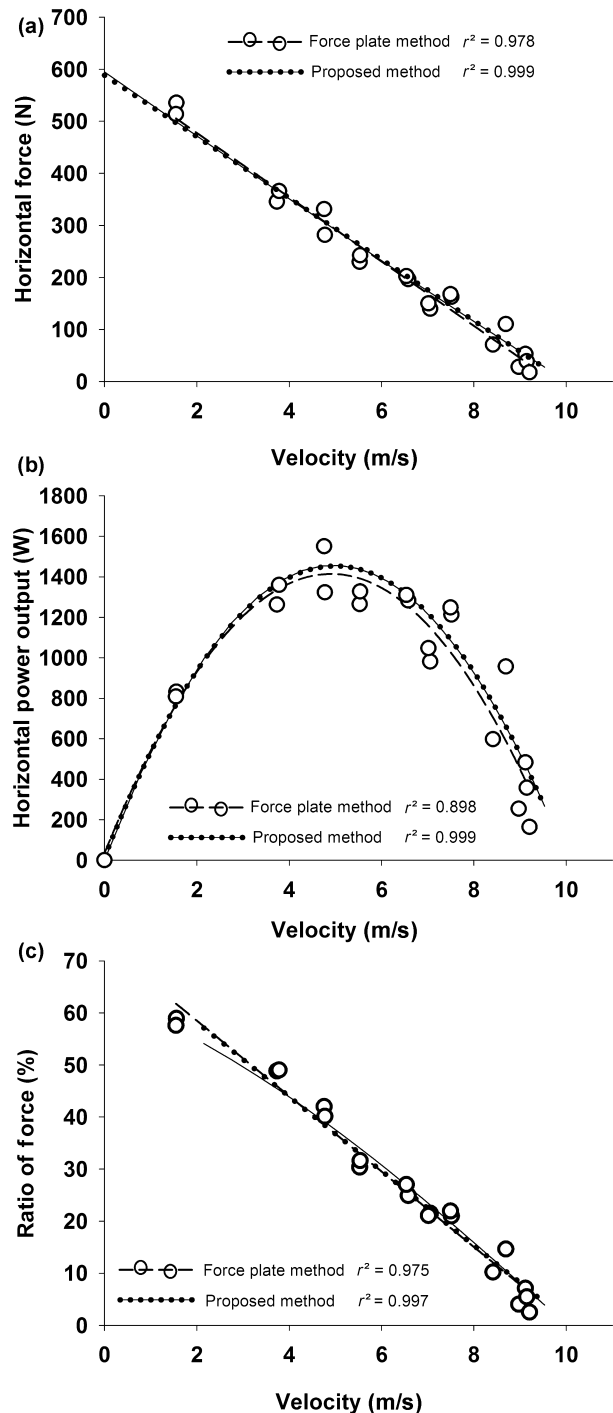 (a)
700
600
500
400
300
200
100
0
Horizontal force (N)
Force plate method r² = 0.978
Proposed method r² = 0.999
0 2 4 6 8 10
Velocity (m/s)
(b)
1800
1600
1400
1200
1000
800
600
400
200
0
Horizontal power output (W)
Force plate method r² = 0.898
Proposed method r² = 0.999
0 2 4 6 8 10
Velocity (m/s)
(c)
70
60
50
40
30
20
10
0
Ratio of force (%)
Force plate method r² = 0.975
Proposed method r² = 0.997
0 2 4 6 8 10
Velocity (m/s)